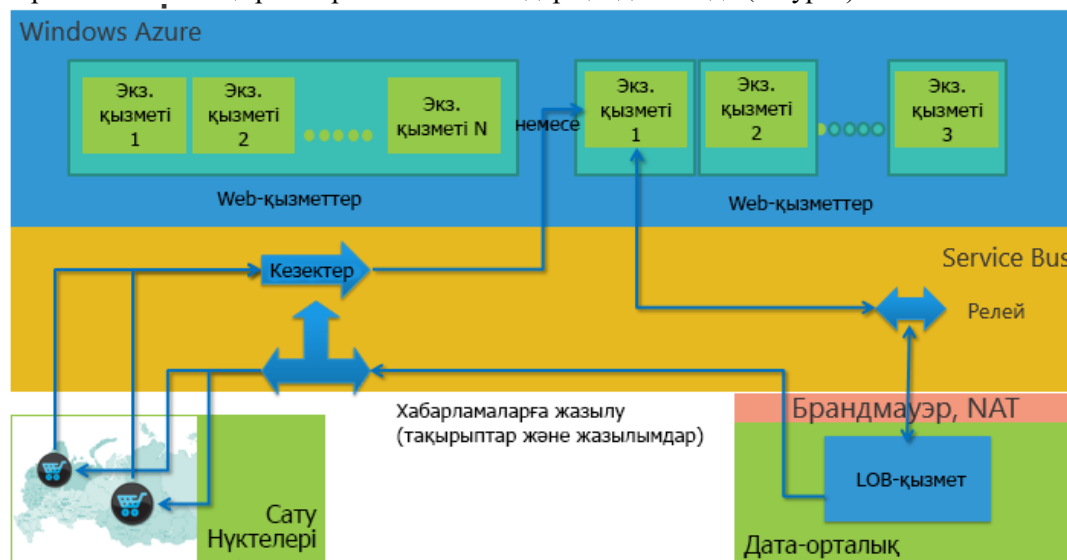 Windows Azure
Экз.
қызметі
1
Экз.
қызметі
2
Экз.
қызметі N
немесе
Экз.
қызметі
1
Экз.
қызметі
2
Экз.
қызметі
3
Web-қызметтер
Web-қызметтер
Service Bus
Кезектер
Релей
Хабарламаларға жазылу
(тақырыптар және жазылымдар)
Брандмауэр, NAT
LOB-қызмет
Сату
Нүктелері
Дата-орталық